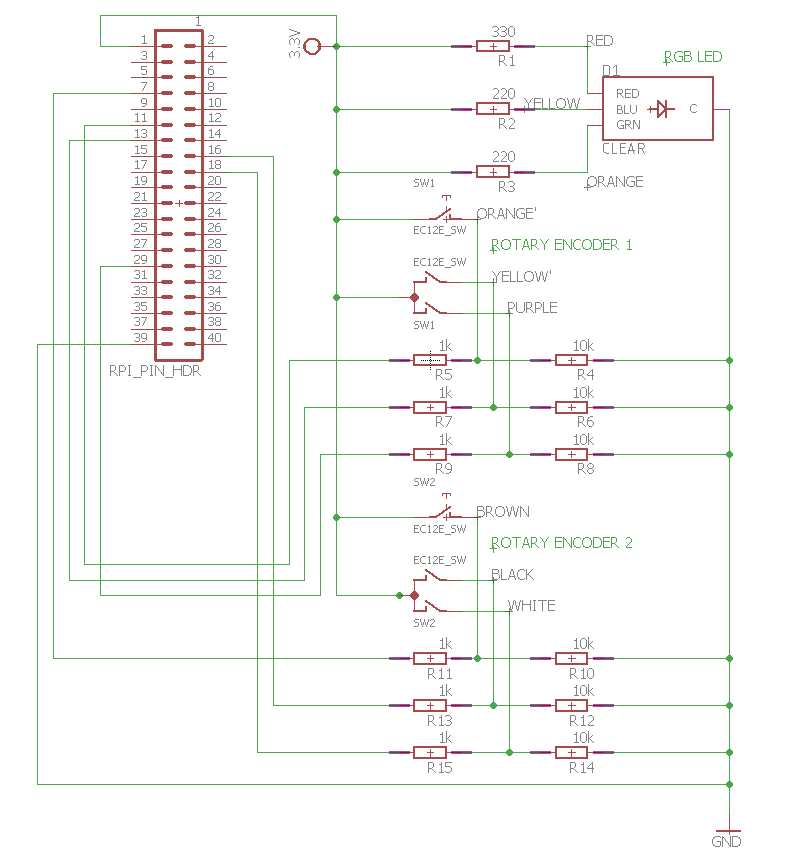 1
1 2
3 4
5 6
7 8
9 10
11 12
13 14
15 16
17 18
19 20
21 22
23 24
25 26
27 28
29 30
31 32
33 34
35 36
37 38
39 40
RPI_PIN_HDR
3.3V
330
R1
RED
RGB LED
D1
220
R2
YELLOW
RED
BLU
GRN
C
CLEAR
220
R3
ORANGE
SW1
ORANGE'
EC12E_SW
ROTARY ENCODER 1
EC12E_SW
YELLOW'
PURPLE
SW1
1k
R5
10k
R4
1k
R7
10k
R6
1k
R9
10k
R8
SW2
BROWN
EC12E_SW
ROTARY ENCODER 2
EC12E_SW
BLACK
WHITE
SW2
1k
R11
10k
R10
1k
R13
10k
R12
1k
R15
10k
R14
GND